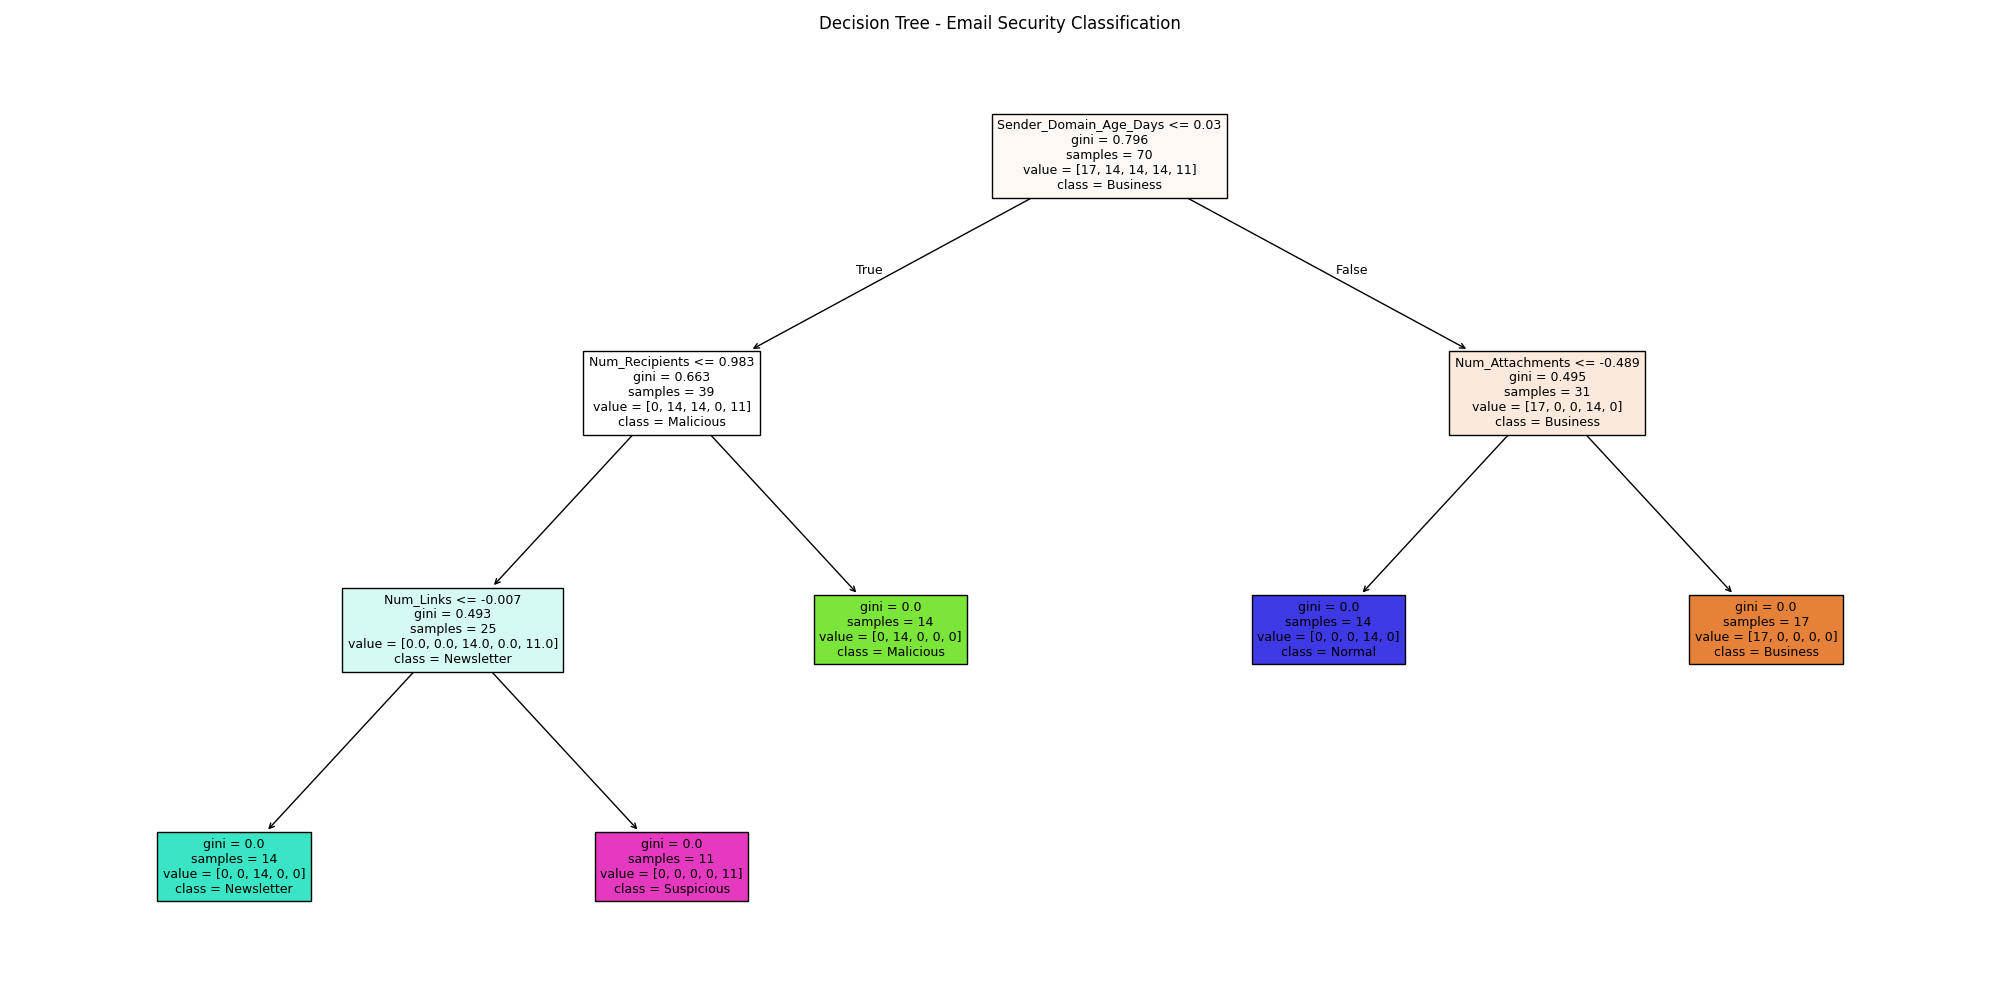 Decision Tree - Email Security Classification
Sender_Domain_Age_Days <= 0.03
gini = 0.796
samples = 70
value = [17, 14, 14, 14, 11]
class = Business
True
False
Num_Recipients <= 0.983
gini = 0.663
samples = 39
value = [0, 14, 14, 0, 11]
class = Malicious
Num_Attachments <= -0.489
gini = 0.495
samples = 31
value = [17, 0, 0, 14, 0]
class = Business
Num_Links <= -0.007
gini = 0.493
samples = 25
value = [0.0, 0.0, 14.0, 0.0, 11.0]
class = Newsletter
gini = 0.0
samples = 14
value = [0, 14, 0, 0, 0]
class = Malicious
gini = 0.0
samples = 14
value = [0, 0, 0, 14, 0]
class = Normal
gini = 0.0
samples = 17
value = [17, 0, 0, 0, 0]
class = Business
gini = 0.0
samples = 14
value = [0, 0, 14, 0, 0]
class = Newsletter
gini = 0.0
samples = 11
value = [0, 0, 0, 0, 11]
class = Suspicious